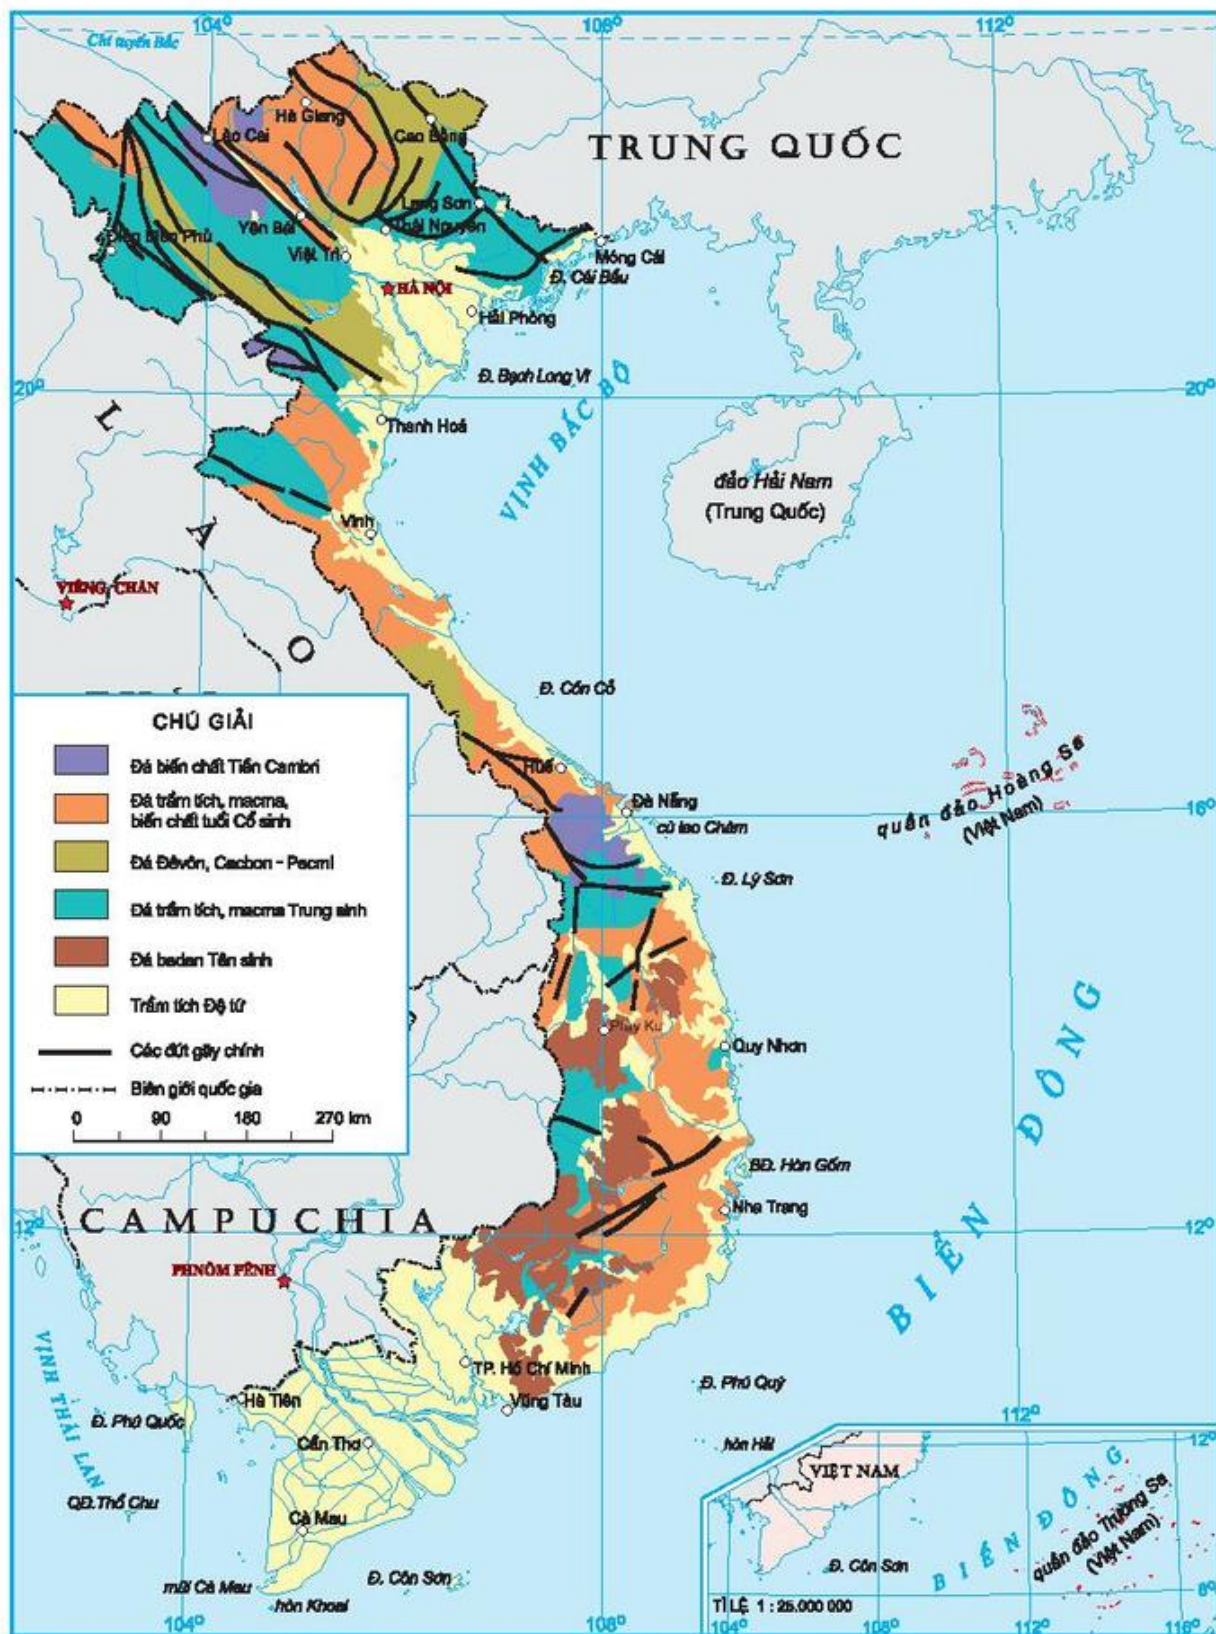 104°
108°
112°
Chí tuyến Bắc
Hà Giang
Lào Cai
Cao Bằng
TRUNG QUỐC
Lạng Sơn
Yên Bái
Thái Nguyên
Điện Biên Phủ
Việt Trì
Móng Cái
Đ. Cái Bầu
HÀ NỘI
Hải Phòng
Đ. Bạch Long Vĩ
20°
20°
Thanh Hoá
VỊNH BẮC BỘ
đảo Hải Nam
(Trung Quốc)
Vinh
LÀO
VIÊNG CHĂN
Đ. Cồn Cỏ
CHÚ GIẢI
Đá biến chất Tiền Cambri
Đá trầm tích, macma,
biến chất tuổi Cổ sinh
Đá Đêvôn, Cacbon - Pecmi
Đá trầm tích, macma Trung sinh
Đá badan Tân sinh
Trầm tích Đệ tứ
Các đứt gãy chính
Biên giới quốc gia
0 90 180 270 km
Huế
Đà Nẵng
cù lao Chàm
quần đảo Hoàng Sa
(Việt Nam)
16°
Đ. Lý Sơn
Plây Ku
Quy Nhơn
BIỂN ĐÔNG
BĐ. Hòn Gốm
Nha Trang
CAMPUCHIA
12°
12°
PHNÔM PÊNH
VỊNH THÁI LAN
TP. Hồ Chí Minh
Vũng Tàu
Đ. Phú Quý
Hà Tiên
Đ. Phú Quốc
Cần Thơ
hòn Hải
112°
QĐ. Thổ Chu
Cà Mau
mũi Cà Mau
Đ. Côn Sơn
hòn Khoai
104°
108°
12°
VIỆT NAM
BIỂN ĐÔNG
quần đảo Trường Sa
(Việt Nam)
Đ. Côn Sơn
8°
TỈ LỆ 1 : 25.000 000
104°
108°
112°
116°